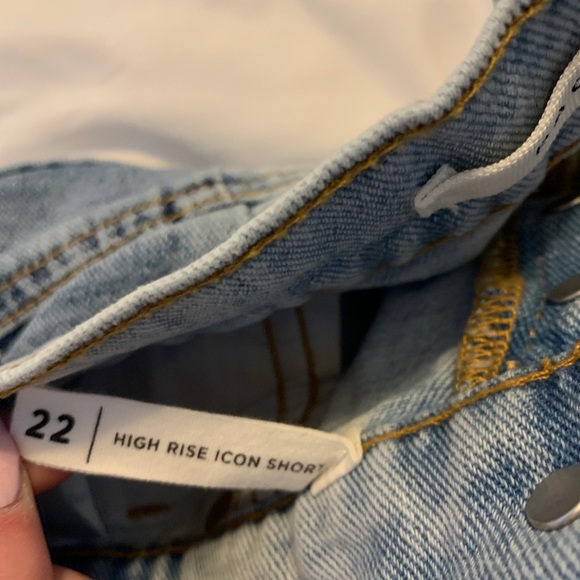 22 | HIGH RISE ICON SHORT